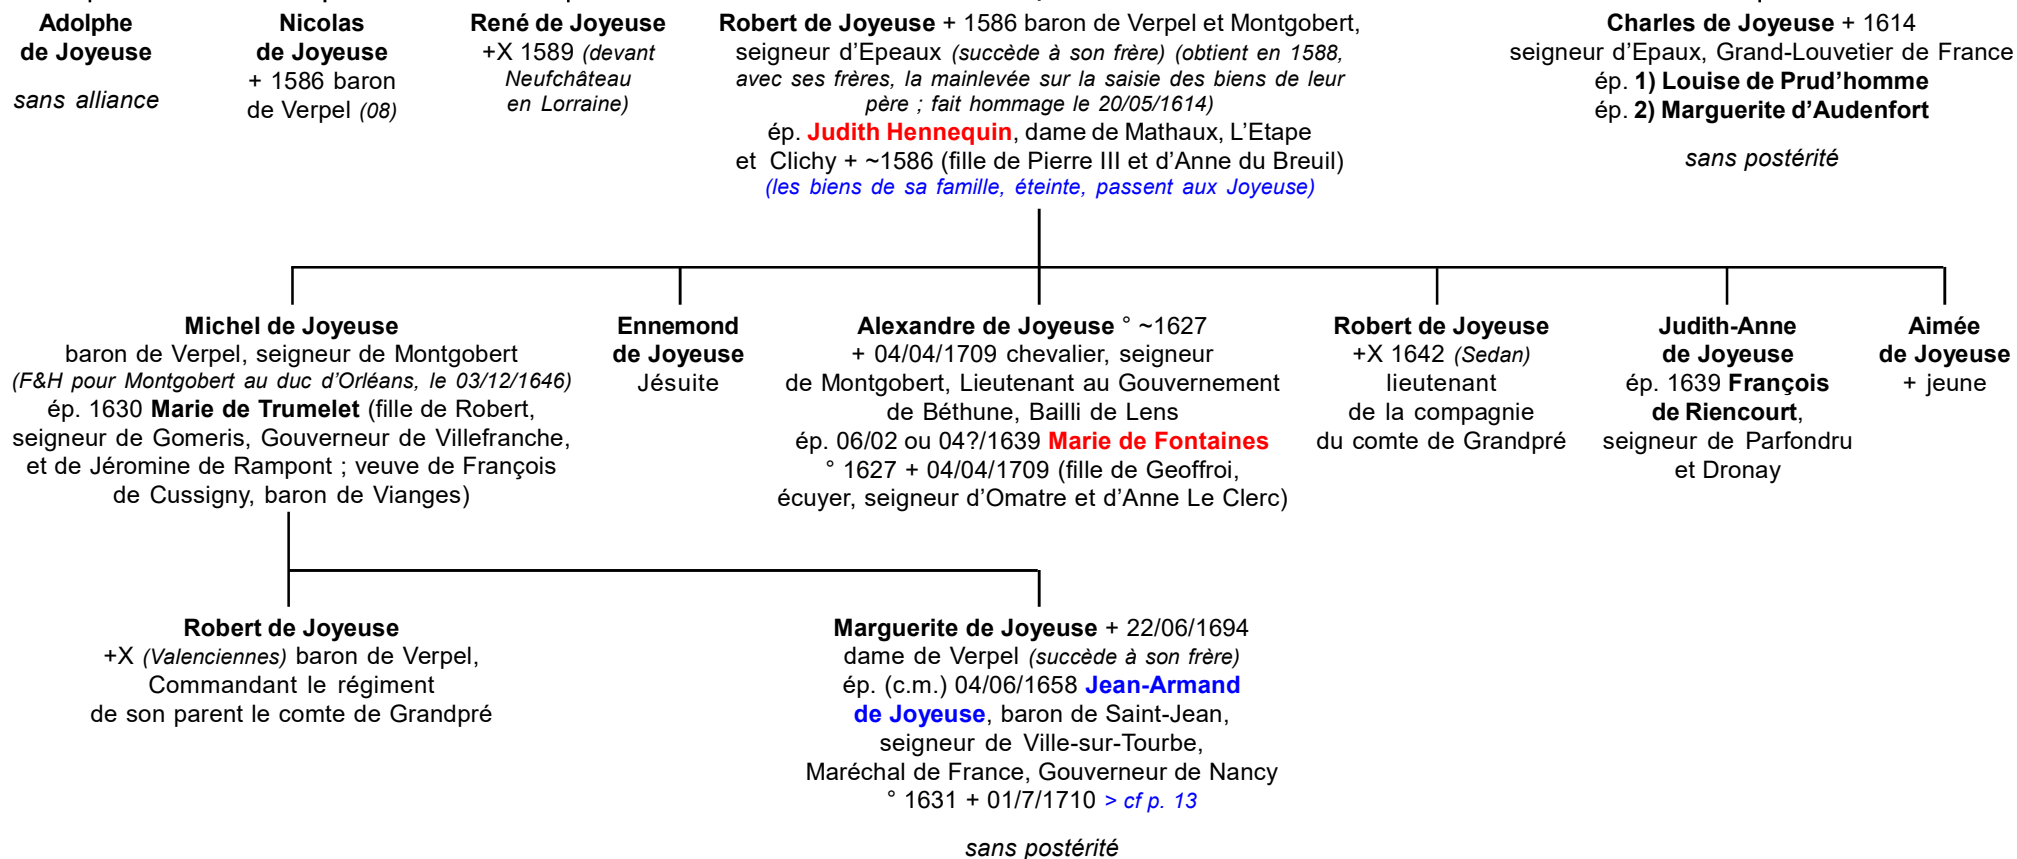 Adolphe
de Joyeuse
sans alliance
Nicolas
de Joyeuse
+ 1586 baron
de Verpel (08)
René de Joyeuse
+X 1589 (devant
Neufchâteau
en Lorraine)
Robert de Joyeuse + 1586 baron de Verpel et Montgobert,
seigneur d'Epeaux (succède à son frère) (obtient en 1588,
avec ses frères, la mainlevée sur la saisie des biens de leur
père ; fait hommage le 20/05/1614)
ép. Judith Hennequin, dame de Mathaux, L'Etape
et Clichy + ~1586 (fille de Pierre III et d'Anne du Breuil)
(les biens de sa famille, éteinte, passent aux Joyeuse)
Charles de Joyeuse + 1614
seigneur d'Epaux, Grand-Louvetier de France
ép. 1) Louise de Prud'homme
ép. 2) Marguerite d'Audenfort
sans postérité
Michel de Joyeuse
baron de Verpel, seigneur de Montgobert
(F&H pour Montgobert au duc d'Orléans, le 03/12/1646)
ép. 1630 Marie de Trumelet (fille de Robert,
seigneur de Gomeris, Gouverneur de Villefranche,
et de Jéromine de Rampont ; veuve de François
de Cussigny, baron de Vianges)
Ennemond
de Joyeuse
Jésuite
Alexandre de Joyeuse ° ~1627
+ 04/04/1709 chevalier, seigneur
de Montgobert, Lieutenant au Gouvernement
de Béthune, Bailli de Lens
ép. 06/02 ou 04?/1639 Marie de Fontaines
° 1627 + 04/04/1709 (fille de Geoffroi,
écuyer, seigneur d'Omatre et d'Anne Le Clerc)
Robert de Joyeuse
+X 1642 (Sedan)
lieutenant
de la compagnie
du comte de Grandpré
Judith-Anne
de Joyeuse
ép. 1639 François
de Riencourt,
seigneur de Parfondru
et Dronay
Aimée
de Joyeuse
+ jeune
Robert de Joyeuse
+X (Valenciennes) baron de Verpel,
Commandant le régiment
de son parent le comte de Grandpré
Marguerite de Joyeuse + 22/06/1694
dame de Verpel (succède à son frère)
ép. (c.m.) 04/06/1658 Jean-Armand
de Joyeuse, baron de Saint-Jean,
seigneur de Ville-sur-Tourbe,
Maréchal de France, Gouverneur de Nancy
° 1631 + 01/7/1710 > cf p. 13
sans postérité